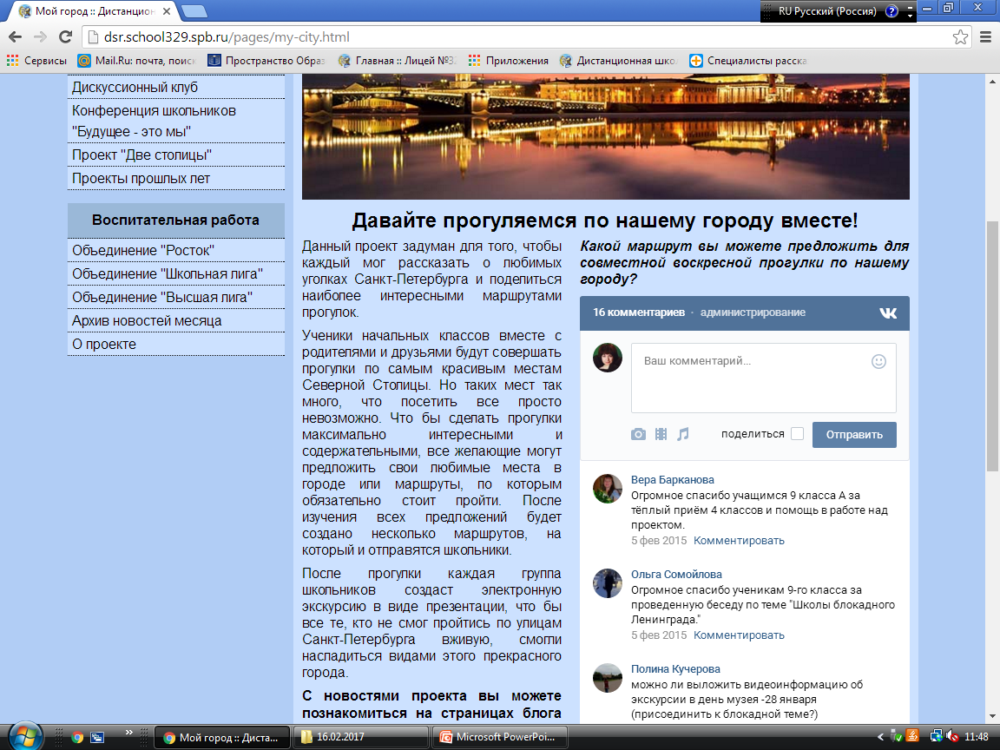 Мой город :: Дистанцион
RU Русский (Россия)
dsr.school329.spb.ru/pages/my-city.html
Сервисы
Mail.Ru: почта, поиск
Пространство Образ
Главная :: Лицей №3
Приложения
Дистанционная шко
Специалисты расска
Дискуссионный клуб
Конференция школьников
"Будущее - это мы"
Проект "Две столицы"
Проекты прошлых лет
Воспитательная работа
Объединение "Росток"
Объединение "Школьная лига"
Объединение "Высшая лига"
Архив новостей месяца
О проекте
Давайте прогуляемся по нашему городу вместе!
Данный проект задуман для того, чтобы
каждый мог рассказать о любимых
уголках Санкт-Петербурга и поделиться
наиболее интересными маршрутами
прогулок.
Ученики начальных классов вместе с
родителями и друзьями будут совершать
прогулки по самым красивым местам
Северной Столицы. Но таких мест так
много, что посетить все просто
невозможно. Что бы сделать прогулки
максимально интересными и
содержательными, все желающие могут
предложить свои любимые места в
городе или маршруты, по которым
обязательно стоит пройти. После
изучения всех предложений будет
создано несколько маршрутов, на
который и отправятся школьники.
После прогулки каждая группа
школьников создаст электронную
экскурсию в виде презентации, что бы
все те, кто не смог пройтись по улицам
Санкт-Петербурга вживую, смогли
насладиться видами этого прекрасного
города.
С новостями проекта вы можете
познакомиться на страницах блога
Какой маршрут вы можете предложить для
совместной воскресной прогулки по нашему
городу?
16 комментариев · администрирование
Ваш комментарий...
поделиться
Отправить
Вера Барканова
Огромное спасибо учащимся 9 класса А за
тёплый приём 4 классов и помощь в работе над
проектом.
5 фев 2015 Комментировать
Ольга Сомойлова
Огромное спасибо ученикам 9-го класса за
проведенную беседу по теме "Школы блокадного
Ленинграда."
5 фев 2015 Комментировать
Полина Кучерова
можно ли выложить видеоинформацию об
экскурсии в день музея -28 января
(присоединить к блокадной теме?)
Мой город :: Диста...
16.02.2017
Microsoft PowerPoi...
11:48